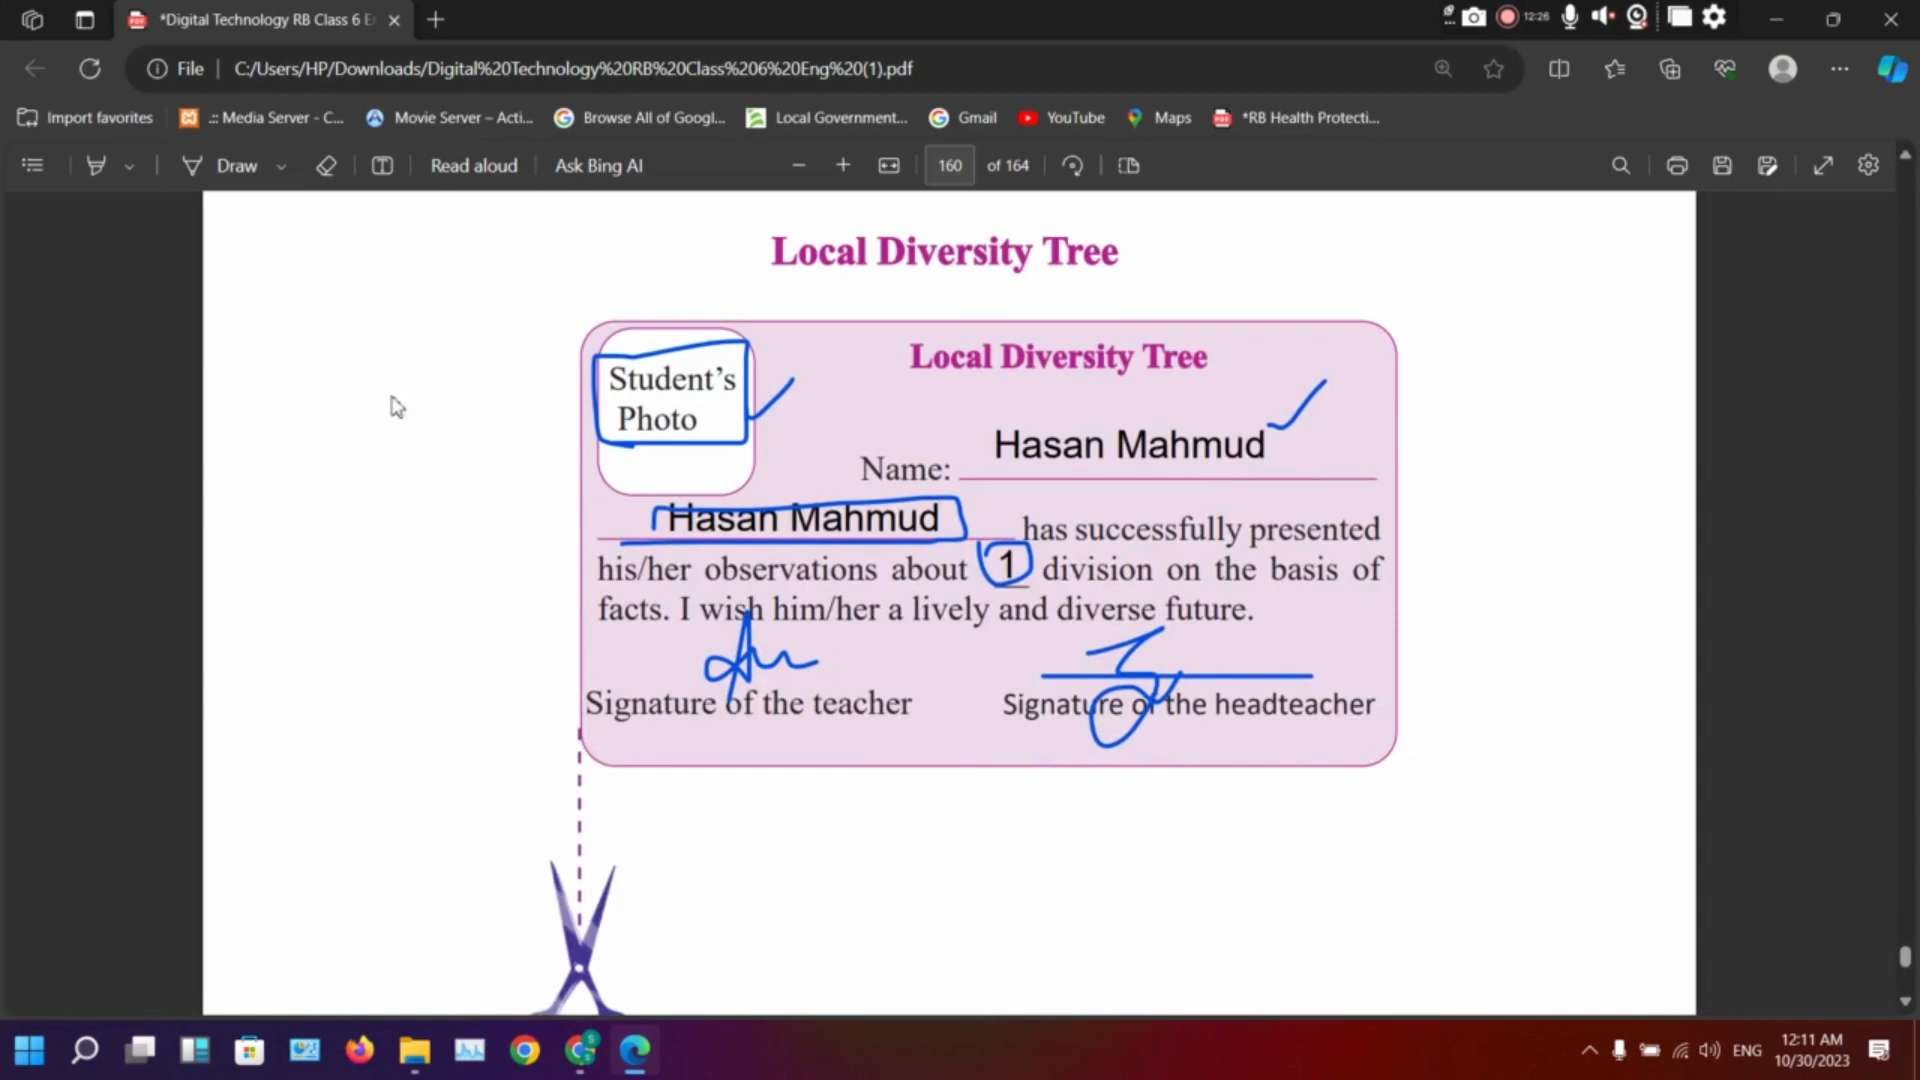 *Digital Technology RB Class 6 E
12:26
File
C:/Users/HP/Downloads/Digital%20Technology%20RB%20Class%206%20Eng%20(1).pdf
Import favorites
.:: Media Server - C...
Movie Server – Acti...
Browse All of Googl...
Local Government...
Gmail
YouTube
Maps
*RB Health Protecti...
Draw
Read aloud
Ask Bing AI
160 of 164
Local Diversity Tree
Local Diversity Tree
Student's
Photo
Hasan Mahmud
Name:
Hasan Mahmud has successfully presented
his/her observations about 1 division on the basis of
facts. I wish him/her a lively and diverse future.
Signature of the teacher
Signature of the headteacher
ENG
12:11 AM
10/30/2023